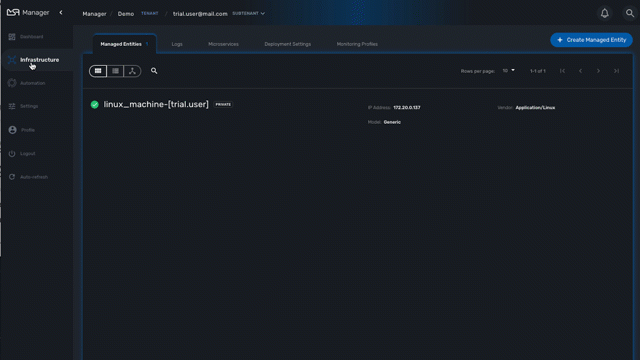 MSA Manager
Manager / Demo TENANT / trial.user@mail.com SUBTENANT
Dashboard
Infrastructure
Automation
Settings
Profile
Logout
Auto-refresh
Managed Entities 1
Logs
Microservices
Deployment Settings
Monitoring Profiles
+ Create Managed Entity
Rows per page: 10 1-1 of 1
linux_machine-[trial.user] PRIVATE
IP Address: 172.20.0.137
Vendor: Application/Linux
Model: Generic